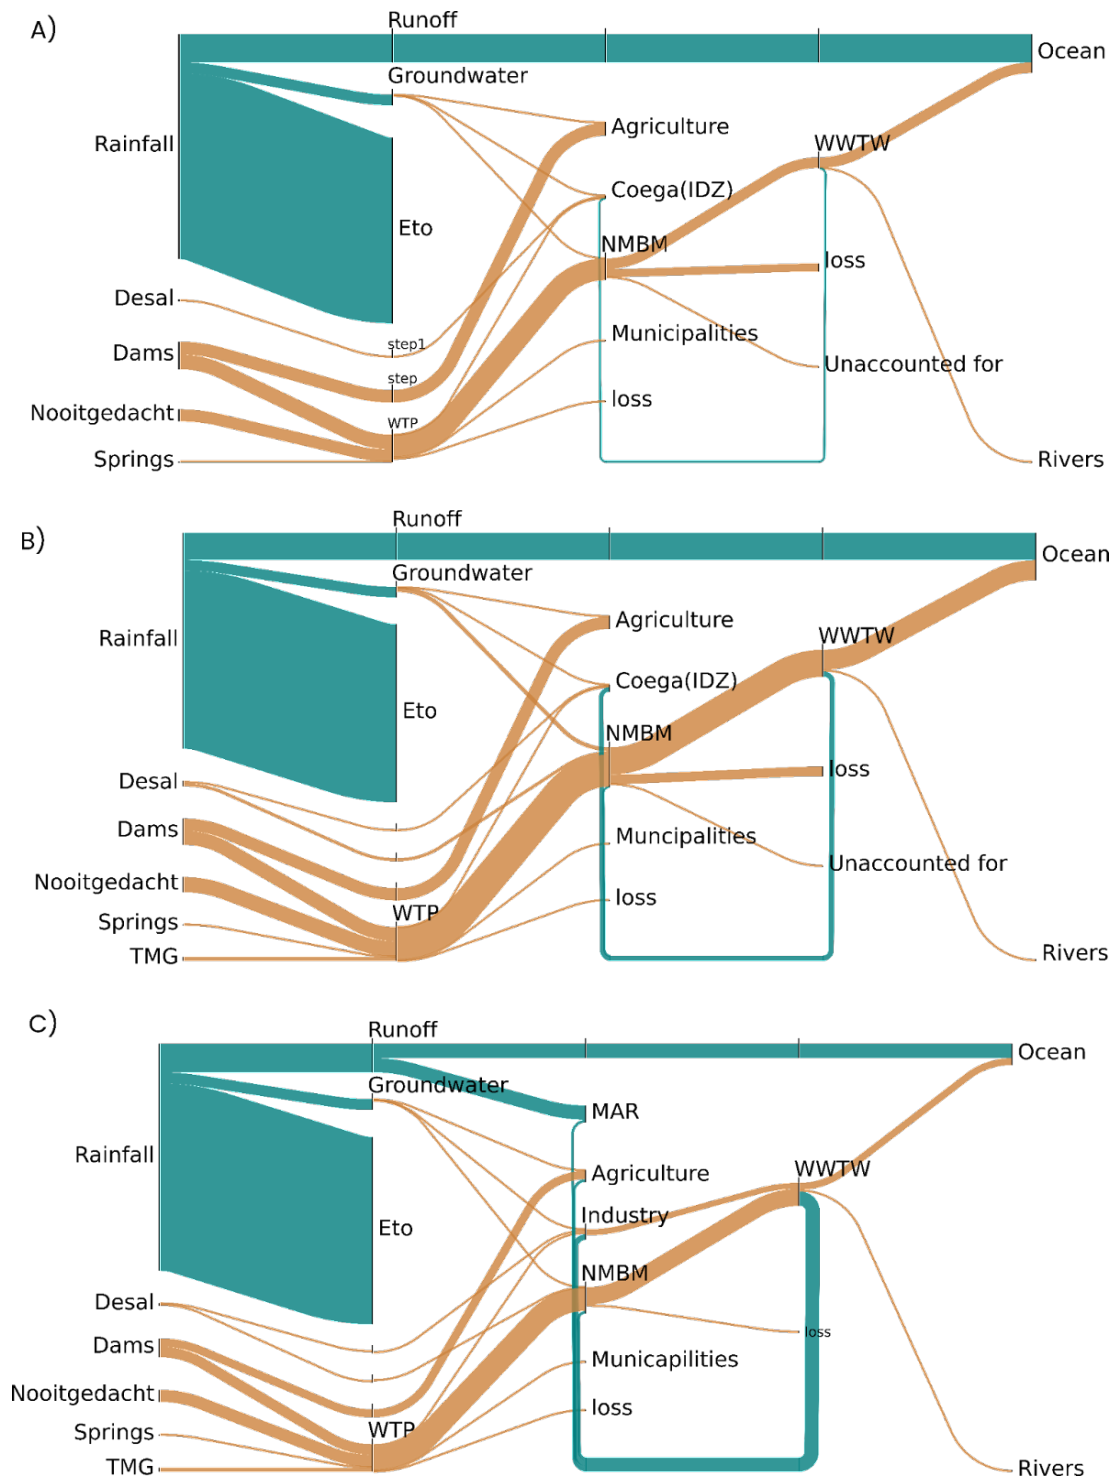 A)
Runoff
Ocean
Groundwater
Agriculture
WWTW
Rainfall
Coega(IDZ)
Eto
NMBM
loss
Desal
Municipalities
step1
Dams
Unaccounted for
step
loss
Nooitgedacht
WTP
Springs
Rivers
B)
Runoff
Ocean
Groundwater
Agriculture
Rainfall
WWTW
Coega(IDZ)
Eto
NMBM
loss
Desal
Dams
Muncipalities
Unaccounted for
Nooitgedacht
loss
WTP
Springs
TMG
Rivers
C)
Runoff
Ocean
Groundwater
MAR
Rainfall
Agriculture
WWTW
Industry
Eto
NMBM
Desal
loss
Dams
Municapilities
Nooitgedacht
loss
WTP
Springs
TMG
Rivers